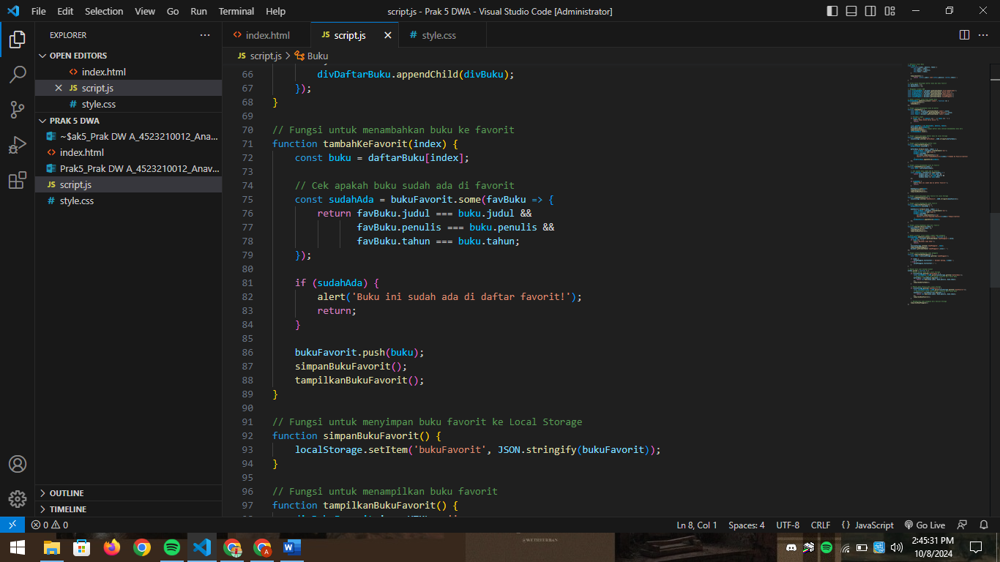 File Edit Selection View Go Run Terminal Help
script.js - Prak 5 DWA - Visual Studio Code [Administrator]
EXPLORER
OPEN EDITORS
index.html
script.js
style.css
PRAK 5 DWA
~$ak5_Prak DW A_4523210012_Ana...
index.html
Prak5_Prak DW A_4523210012_Anav...
script.js
style.css
OUTLINE
TIMELINE
index.html
JS script.js
# style.css
JS script.js > Buku
66 divDaftarBuku.appendChild(divBuku);
67 });
68 }
69
70 // Fungsi untuk menambahkan buku ke favorit
71 function tambahKeFavorit(index) {
72 const buku = daftarBuku[index];
73
74 // Cek apakah buku sudah ada di favorit
75 const sudahAda = bukuFavorit.some(favBuku => {
76 return favBuku.judul === buku.judul &&
77 favBuku.penulis === buku.penulis &&
78 favBuku.tahun === buku.tahun;
79 });
80
81 if (sudahAda) {
82 alert('Buku ini sudah ada di daftar favorit!');
83 return;
84 }
85
86 bukuFavorit.push(buku);
87 simpanBukuFavorit();
88 tampilkanBukuFavorit();
89 }
90
91 // Fungsi untuk menyimpan buku favorit ke Local Storage
92 function simpanBukuFavorit() {
93 localStorage.setItem('bukuFavorit', JSON.stringify(bukuFavorit));
94 }
95
96 // Fungsi untuk menampilkan buku favorit
97 function tampilkanBukuFavorit() {
0 0
Ln 8, Col 1 Spaces: 4 UTF-8 CRLF {} JavaScript Go Live
2:45:31 PM
10/8/2024